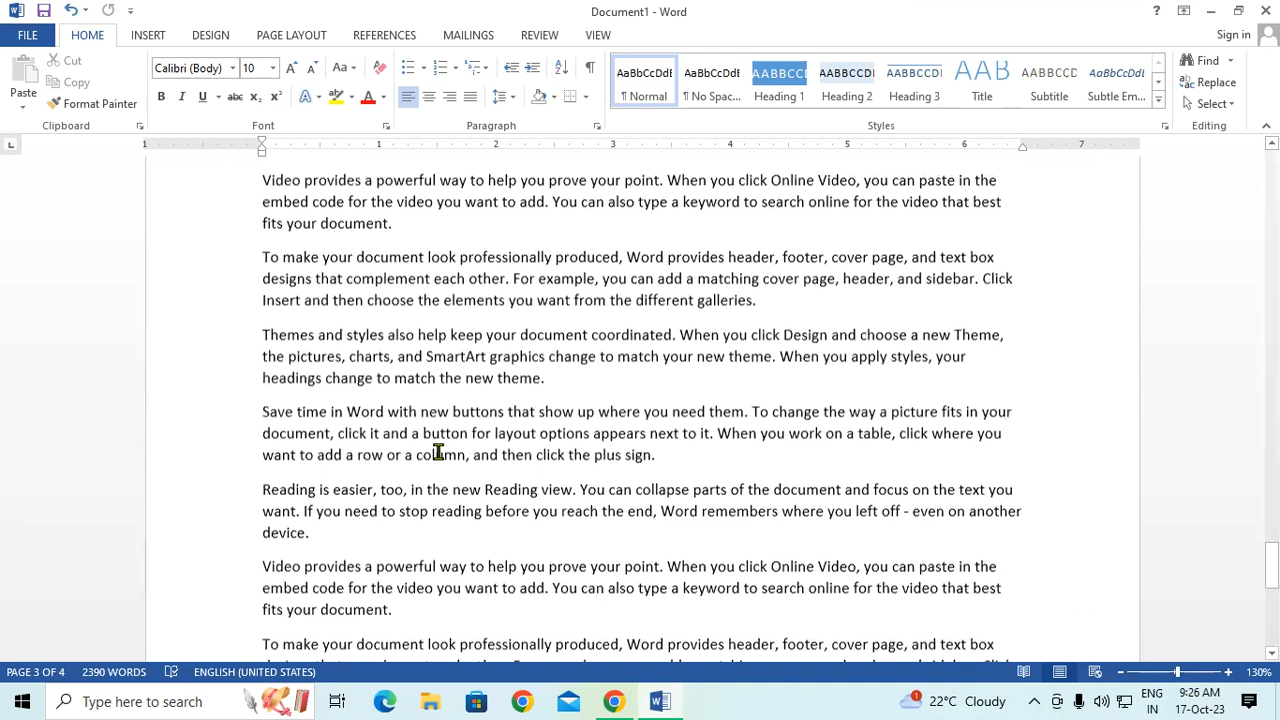 Document1 - Word
? Sign in
FILE HOME INSERT DESIGN PAGE LAYOUT REFERENCES MAILINGS REVIEW VIEW
Paste Cut Copy Format Painter Clipboard
Calibri (Body) 10 Font
Paragraph
AaBbCcDdE ¶ Normal
AaBbCcDdE ¶ No Spac...
AABBCCDE Heading 1
AABBCCDD Heading 2
AABBCCDD Heading 3
AAB Title
AABBCCDD Subtitle
AaBbCcDdE Subtle Em...
Styles
Find Replace Select Editing
1 1 2 3 4 5 6 7
Video provides a powerful way to help you prove your point. When you click Online Video, you can paste in the
embed code for the video you want to add. You can also type a keyword to search online for the video that best
fits your document.
To make your document look professionally produced, Word provides header, footer, cover page, and text box
designs that complement each other. For example, you can add a matching cover page, header, and sidebar. Click
Insert and then choose the elements you want from the different galleries.
Themes and styles also help keep your document coordinated. When you click Design and choose a new Theme,
the pictures, charts, and SmartArt graphics change to match your new theme. When you apply styles, your
headings change to match the new theme.
Save time in Word with new buttons that show up where you need them. To change the way a picture fits in your
document, click it and a button for layout options appears next to it. When you work on a table, click where you
want to add a row or a column, and then click the plus sign.
Reading is easier, too, in the new Reading view. You can collapse parts of the document and focus on the text you
want. If you need to stop reading before you reach the end, Word remembers where you left off - even on another
device.
Video provides a powerful way to help you prove your point. When you click Online Video, you can paste in the
embed code for the video you want to add. You can also type a keyword to search online for the video that best
fits your document.
To make your document look professionally produced, Word provides header, footer, cover page, and text box
PAGE 3 OF 4 2390 WORDS ENGLISH (UNITED STATES) 130%
Type here to search 22°C Cloudy ENG IN 9:26 AM 17-Oct-23